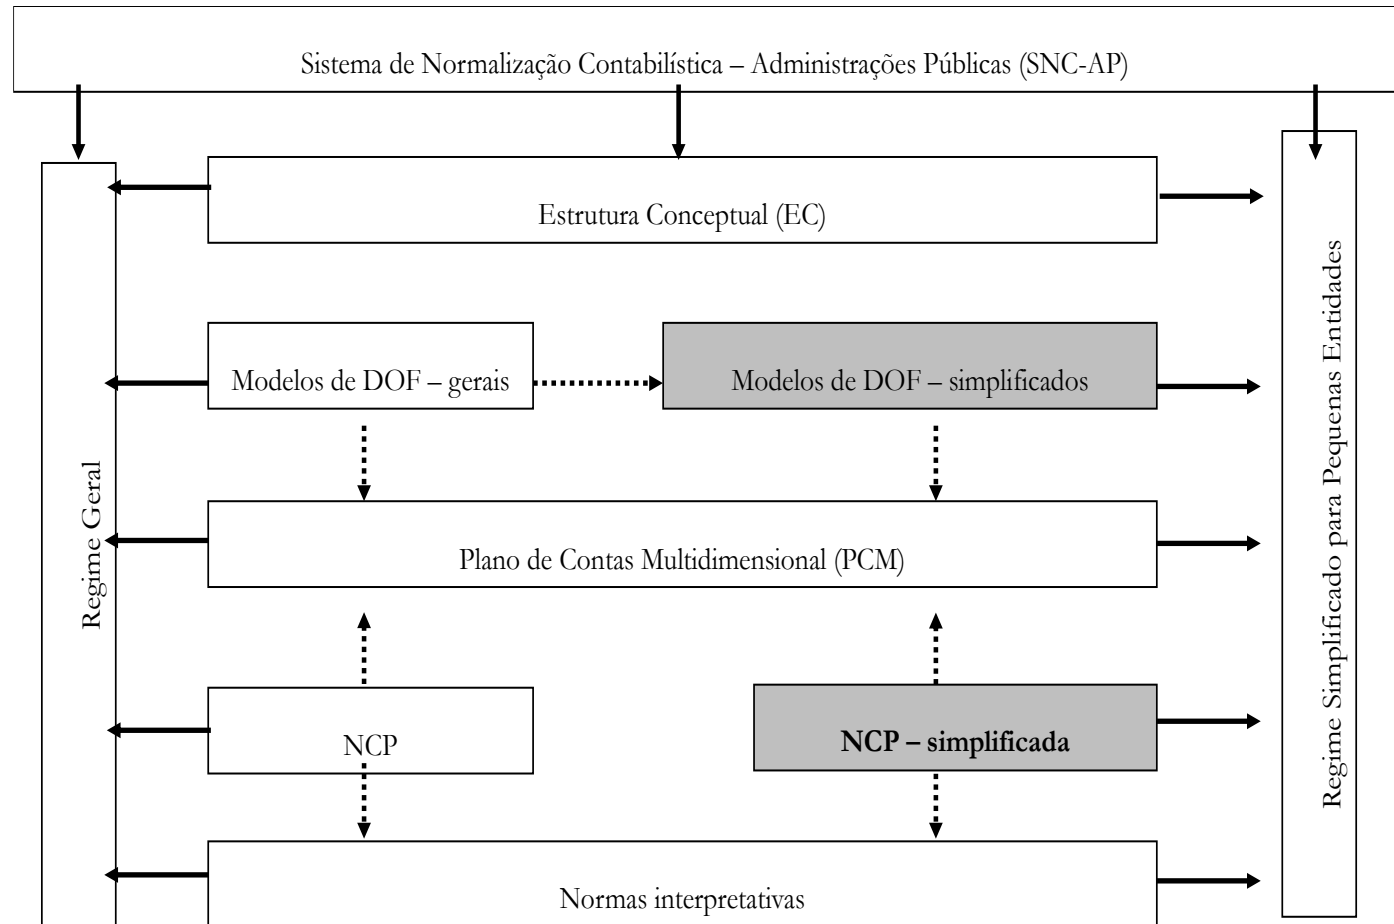 Sistema de Normalização Contabilística – Administrações Públicas (SNC-AP)
Estrutura Conceptual (EC)
Modelos de DOF – gerais
Modelos de DOF – simplificados
Regime Geral
Regime Simplificado para Pequenas Entidades
Plano de Contas Multidimensional (PCM)
NCP
NCP – simplificada
Normas interpretativas